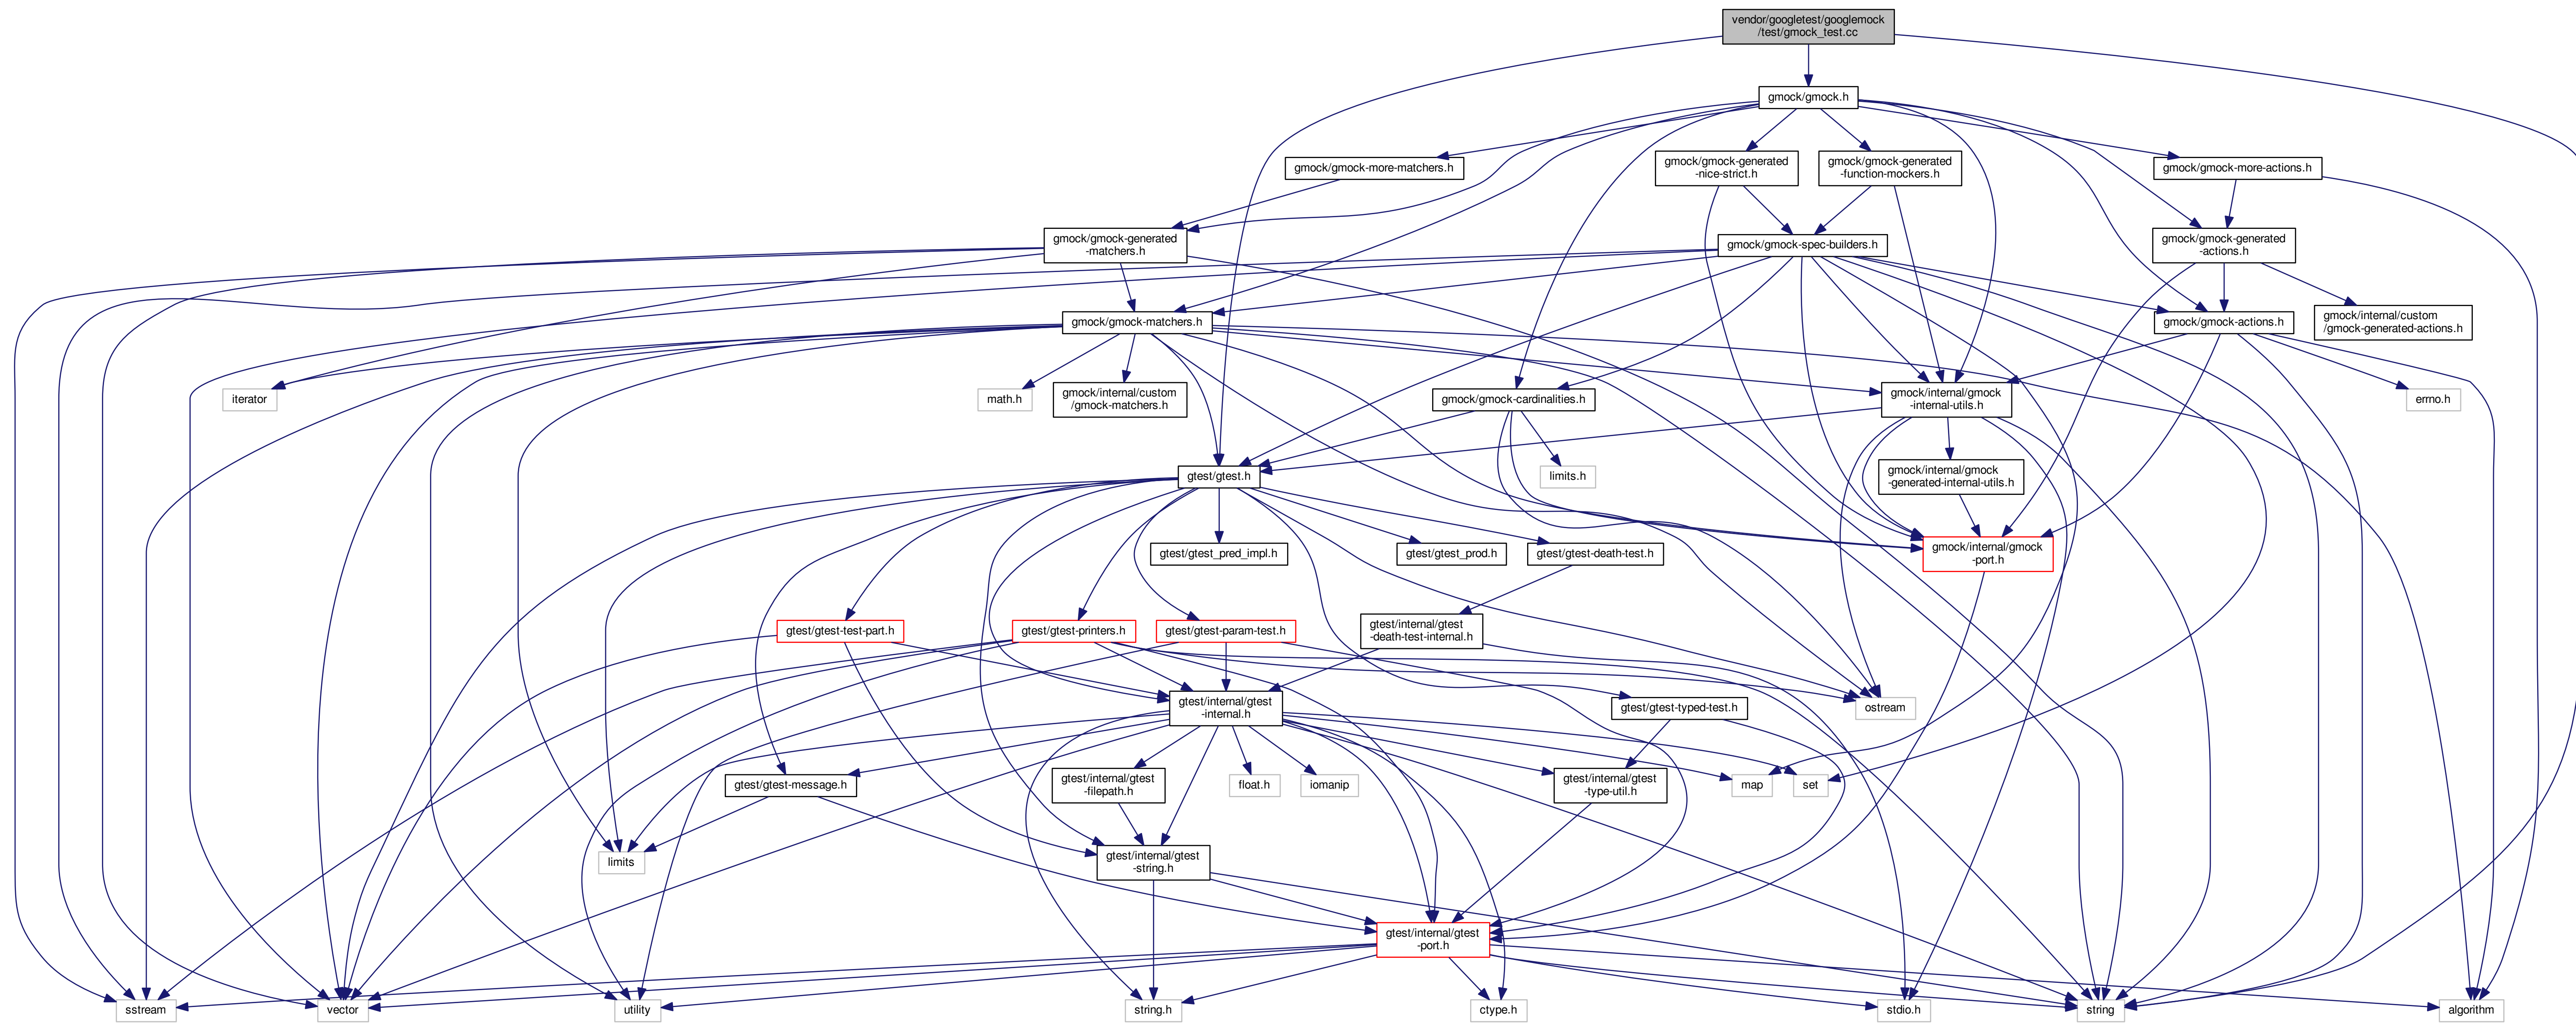 vendor/googletest/googlemock
/test/gmock_test.cc
gmock/gmock.h
gmock/gmock-more-matchers.h
gmock/gmock-generated
-nice-strict.h
gmock/gmock-generated
-function-mockers.h
gmock/gmock-more-actions.h
gmock/gmock-generated
-matchers.h
gmock/gmock-spec-builders.h
gmock/gmock-generated
-actions.h
gmock/gmock-matchers.h
gmock/gmock-actions.h
gmock/internal/custom
/gmock-generated-actions.h
iterator
math.h
gmock/internal/custom
/gmock-matchers.h
gmock/gmock-cardinalities.h
gmock/internal/gmock
-internal-utils.h
errno.h
gtest/gtest.h
limits.h
gmock/internal/gmock
-generated-internal-utils.h
gtest/gtest_pred_impl.h
gtest/gtest_prod.h
gtest/gtest-death-test.h
gmock/internal/gmock
-port.h
gtest/gtest-test-part.h
gtest/gtest-printers.h
gtest/gtest-param-test.h
gtest/internal/gtest
-death-test-internal.h
gtest/internal/gtest
-internal.h
gtest/gtest-typed-test.h
ostream
gtest/gtest-message.h
gtest/internal/gtest
-filepath.h
float.h
iomanip
gtest/internal/gtest
-type-util.h
map
set
limits
gtest/internal/gtest
-string.h
gtest/internal/gtest
-port.h
sstream
vector
utility
string.h
ctype.h
stdio.h
string
algorithm